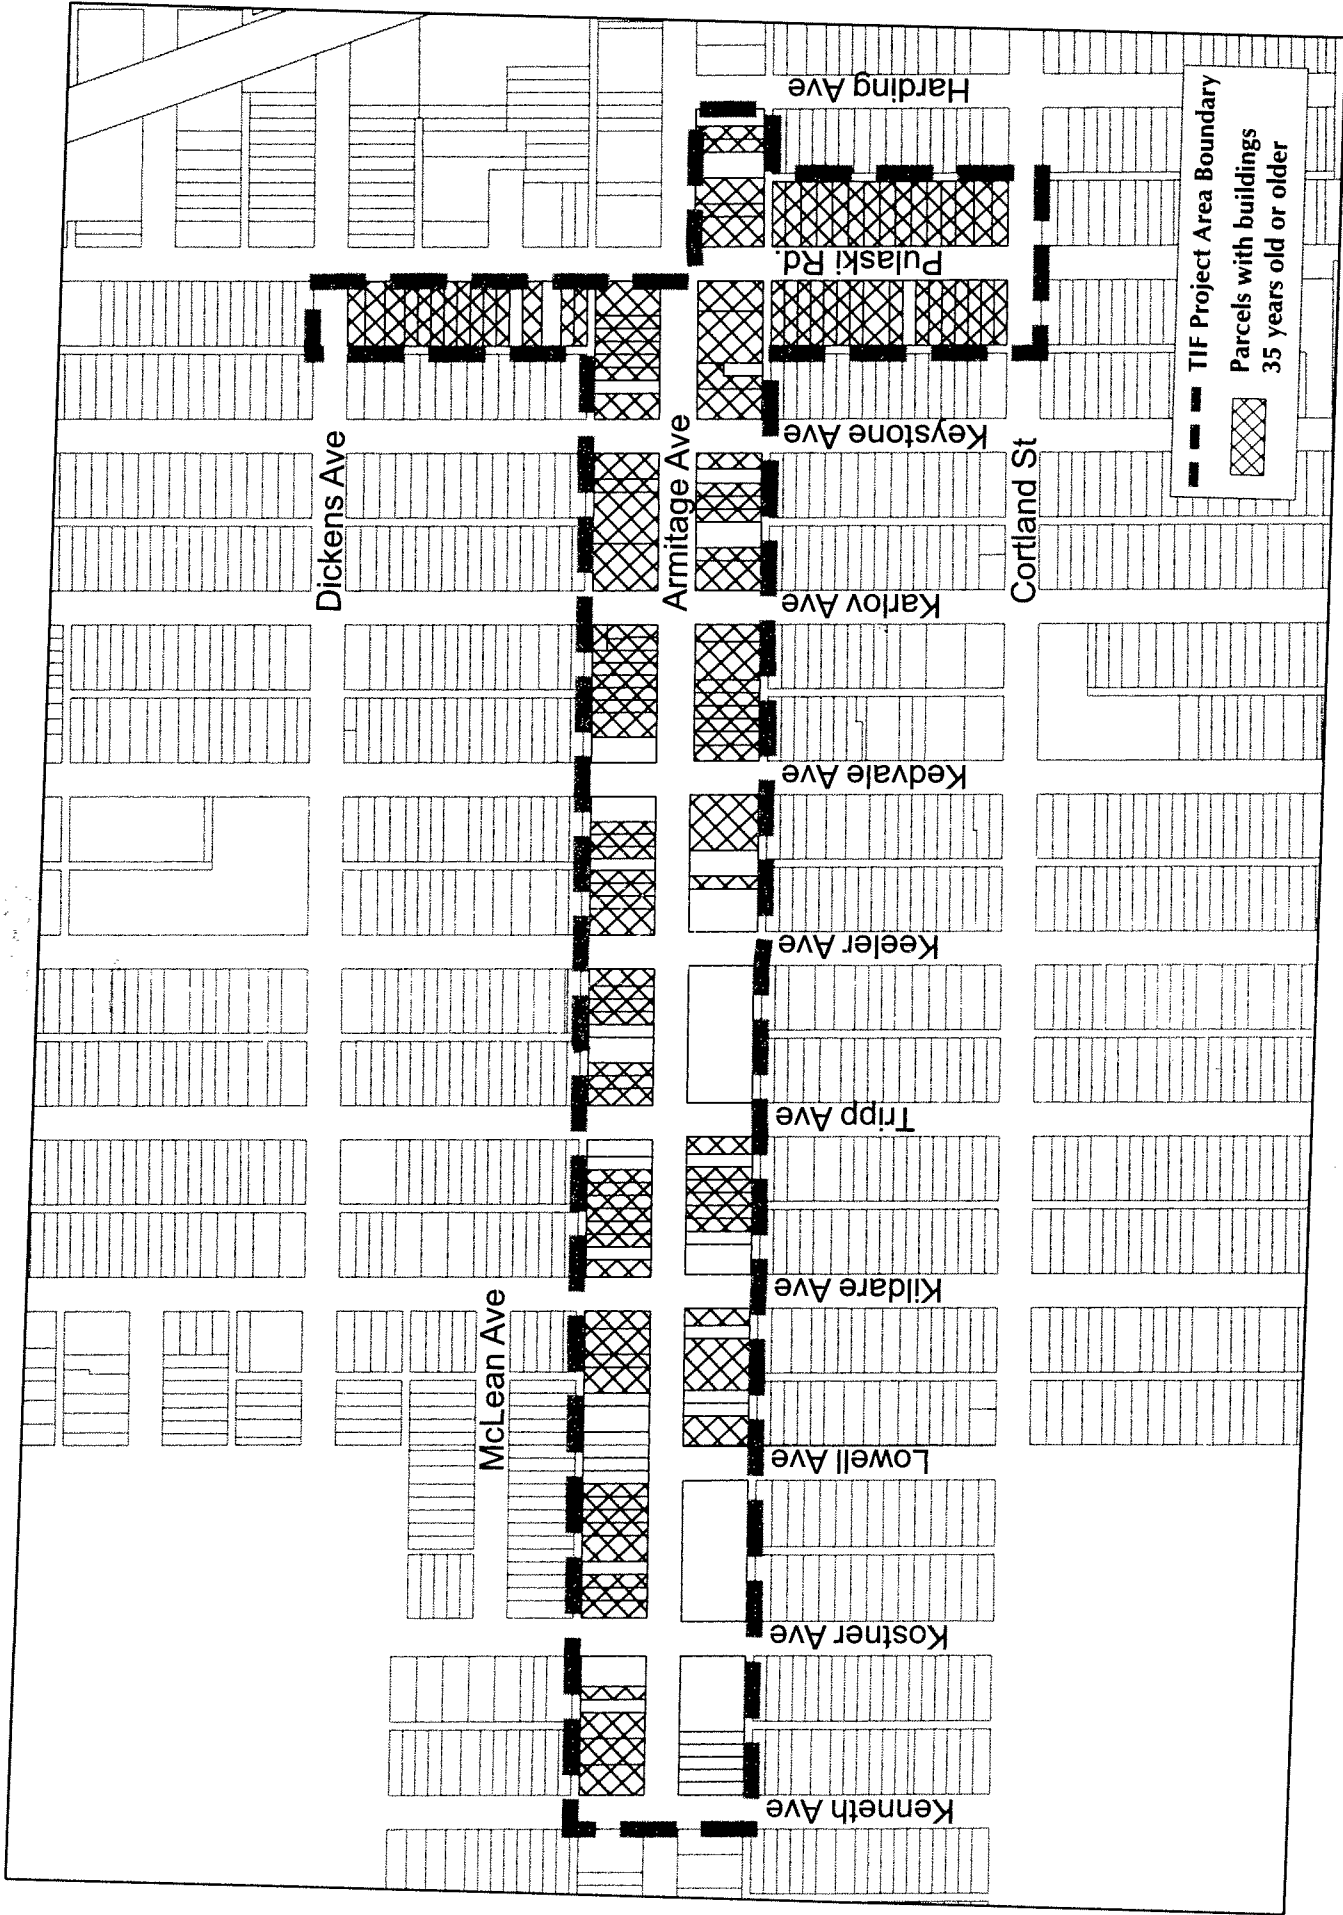 Harding Ave
Pulaski Rd.
Keystone Ave
Karlov Ave
Kedvale Ave
Keeler Ave
Tripp Ave
Kildare Ave
Lowell Ave
Kostner Ave
Kenneth Ave
Dickens Ave
McLean Ave
Armitage Ave
Cortland St
TIF Project Area Boundary
Parcels with buildings
35 years old or older